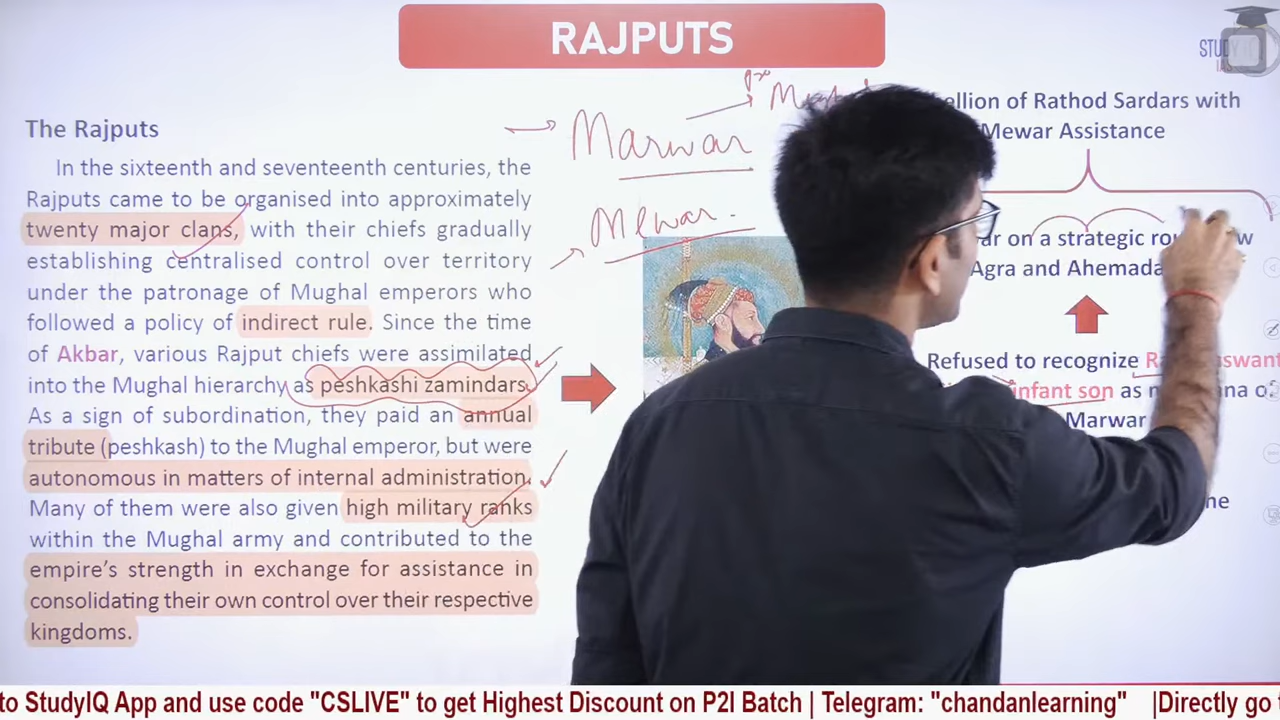 RAJPUTS
STUDY
The Rajputs
In the sixteenth and seventeenth centuries, the
Rajputs came to be organised into approximately
twenty major clans, with their chiefs gradually
establishing centralised control over territory
under the patronage of Mughal emperors who
followed a policy of indirect rule. Since the time
of Akbar, various Rajput chiefs were assimilated
into the Mughal hierarchy as peshkashi zamindars.
As a sign of subordination, they paid an annual
tribute (peshkash) to the Mughal emperor, but were
autonomous in matters of internal administration.
Many of them were also given high military ranks
within the Mughal army and contributed to the
empire's strength in exchange for assistance in
consolidating their own control over their respective
kingdoms.
Marwar
Mewar.
of Rathod Sardars with
Mewar Assistance
on a strategic
Agra and
Refused to recognize
infant son as
Marwar
to StudyIQ App and use code "CSLIVE" to get Highest Discount on P2I Batch | Telegram: "chandanlearning" |Directly go